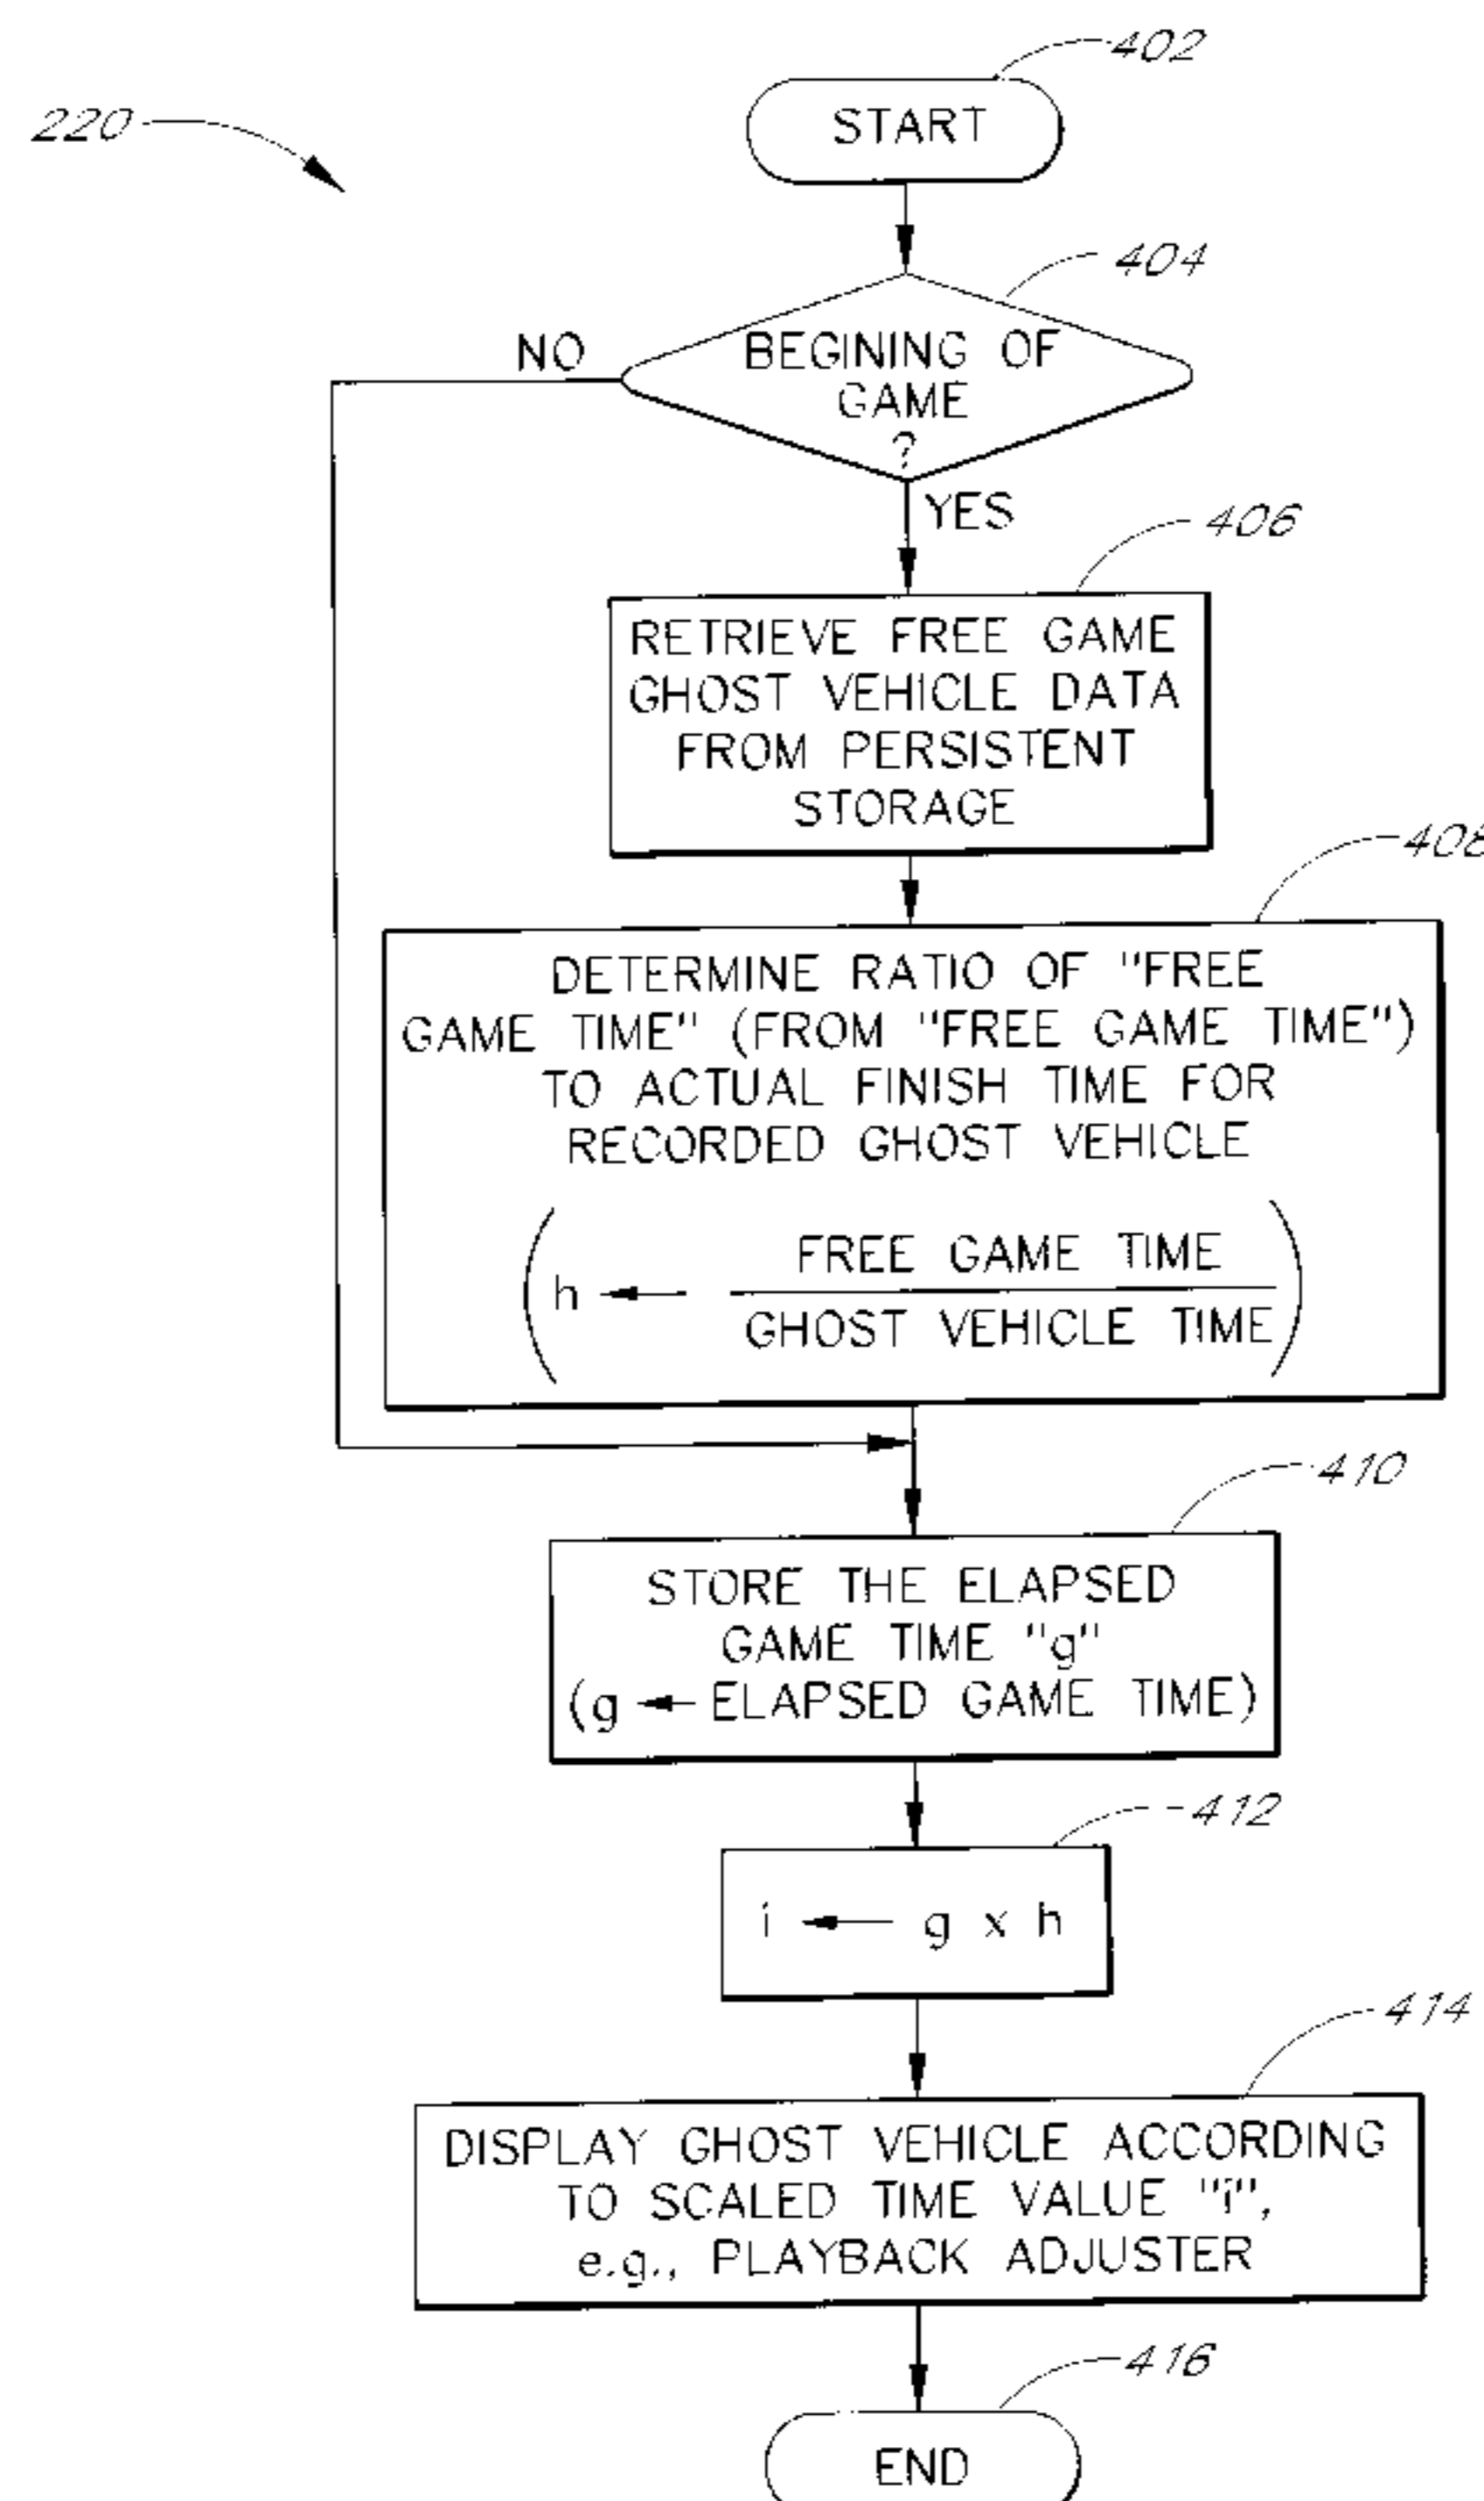 402
START
220
404
NO
BEGINING OF
GAME
?
YES
406
RETRIEVE FREE GAME
GHOST VEHICLE DATA
FROM PERSISTENT
STORAGE
408
DETERMINE RATIO OF "FREE
GAME TIME" (FROM "FREE GAME TIME")
TO ACTUAL FINISH TIME FOR
RECORDED GHOST VEHICLE
(h ← FREE GAME TIME
GHOST VEHICLE TIME)
410
STORE THE ELAPSED
GAME TIME "g"
(g ← ELAPSED GAME TIME)
412
i ← g x h
414
DISPLAY GHOST VEHICLE ACCORDING
TO SCALED TIME VALUE "i",
e.g., PLAYBACK ADJUSTER
416
END